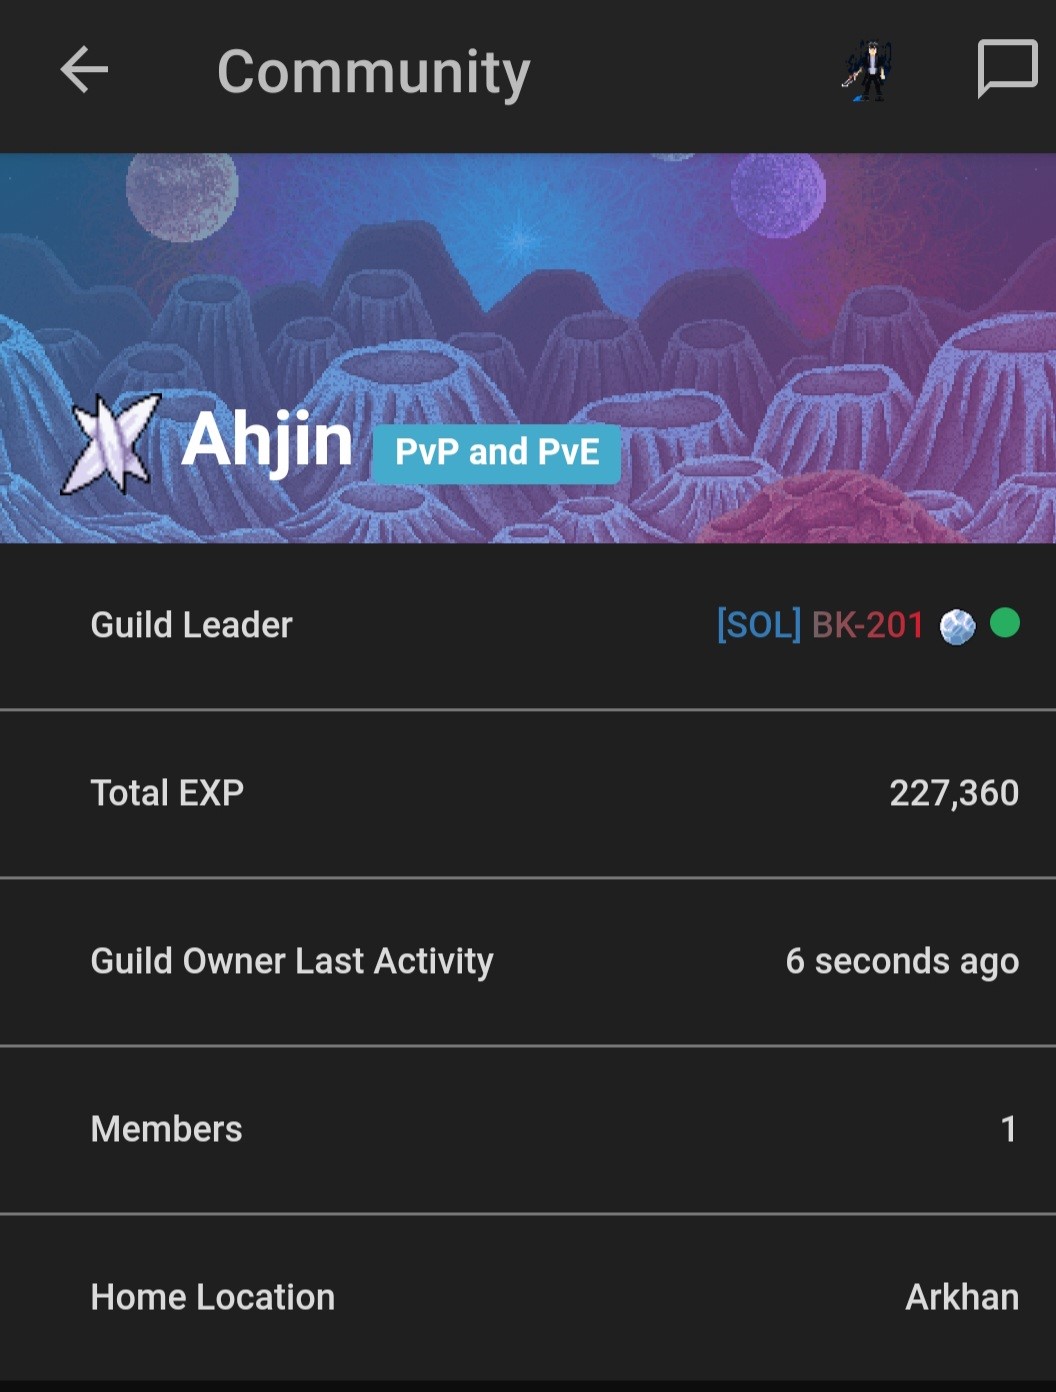 Community
Ahjin PvP and PvE
Guild Leader [SOL] BK-201
Total EXP 227,360
Guild Owner Last Activity 6 seconds ago
Members 1
Home Location Arkhan